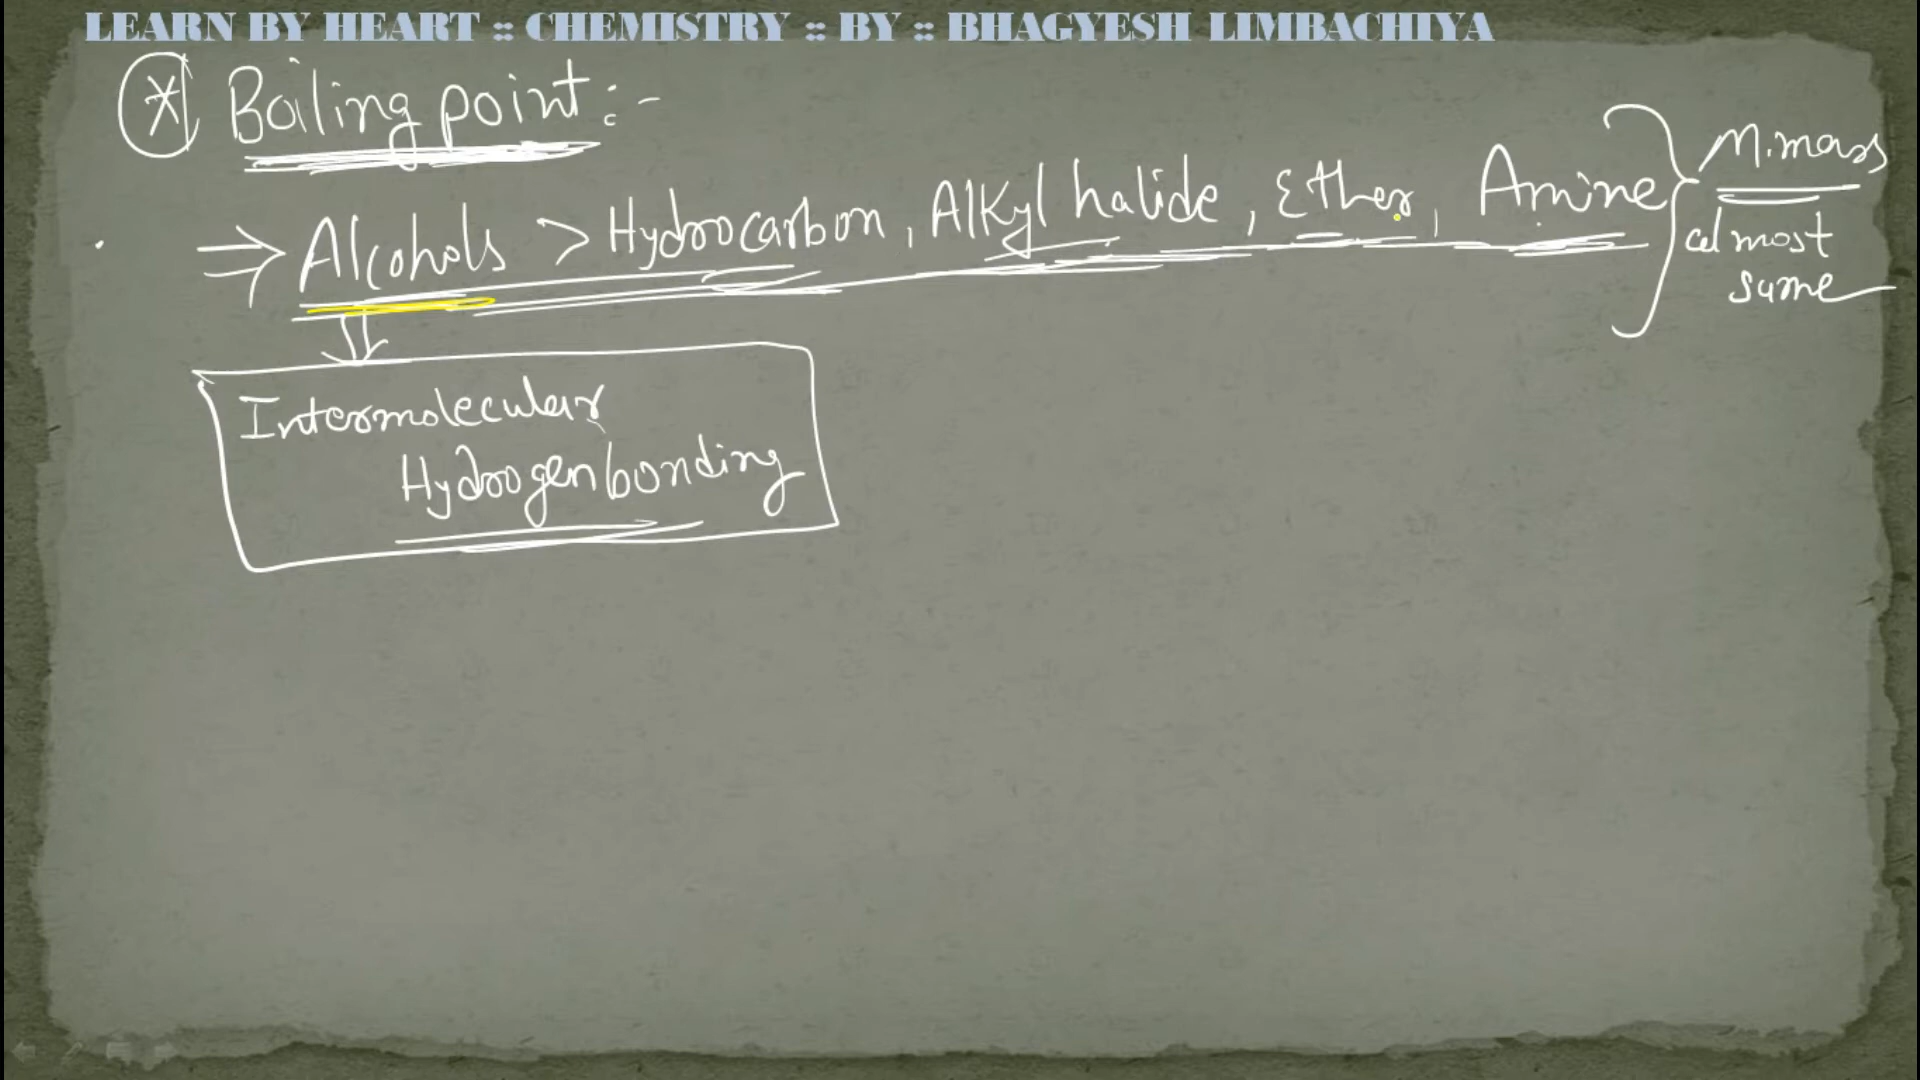 LEARN BY HEART :: CHEMISTRY :: BY :: BHAGYESH LIMBACHIYA
* Boiling point :-
⇒ Alcohols > Hydrocarbon, Alkyl halide, Ether, Amine } M.mass
almost
same
Intermolecular
Hydrogen bonding